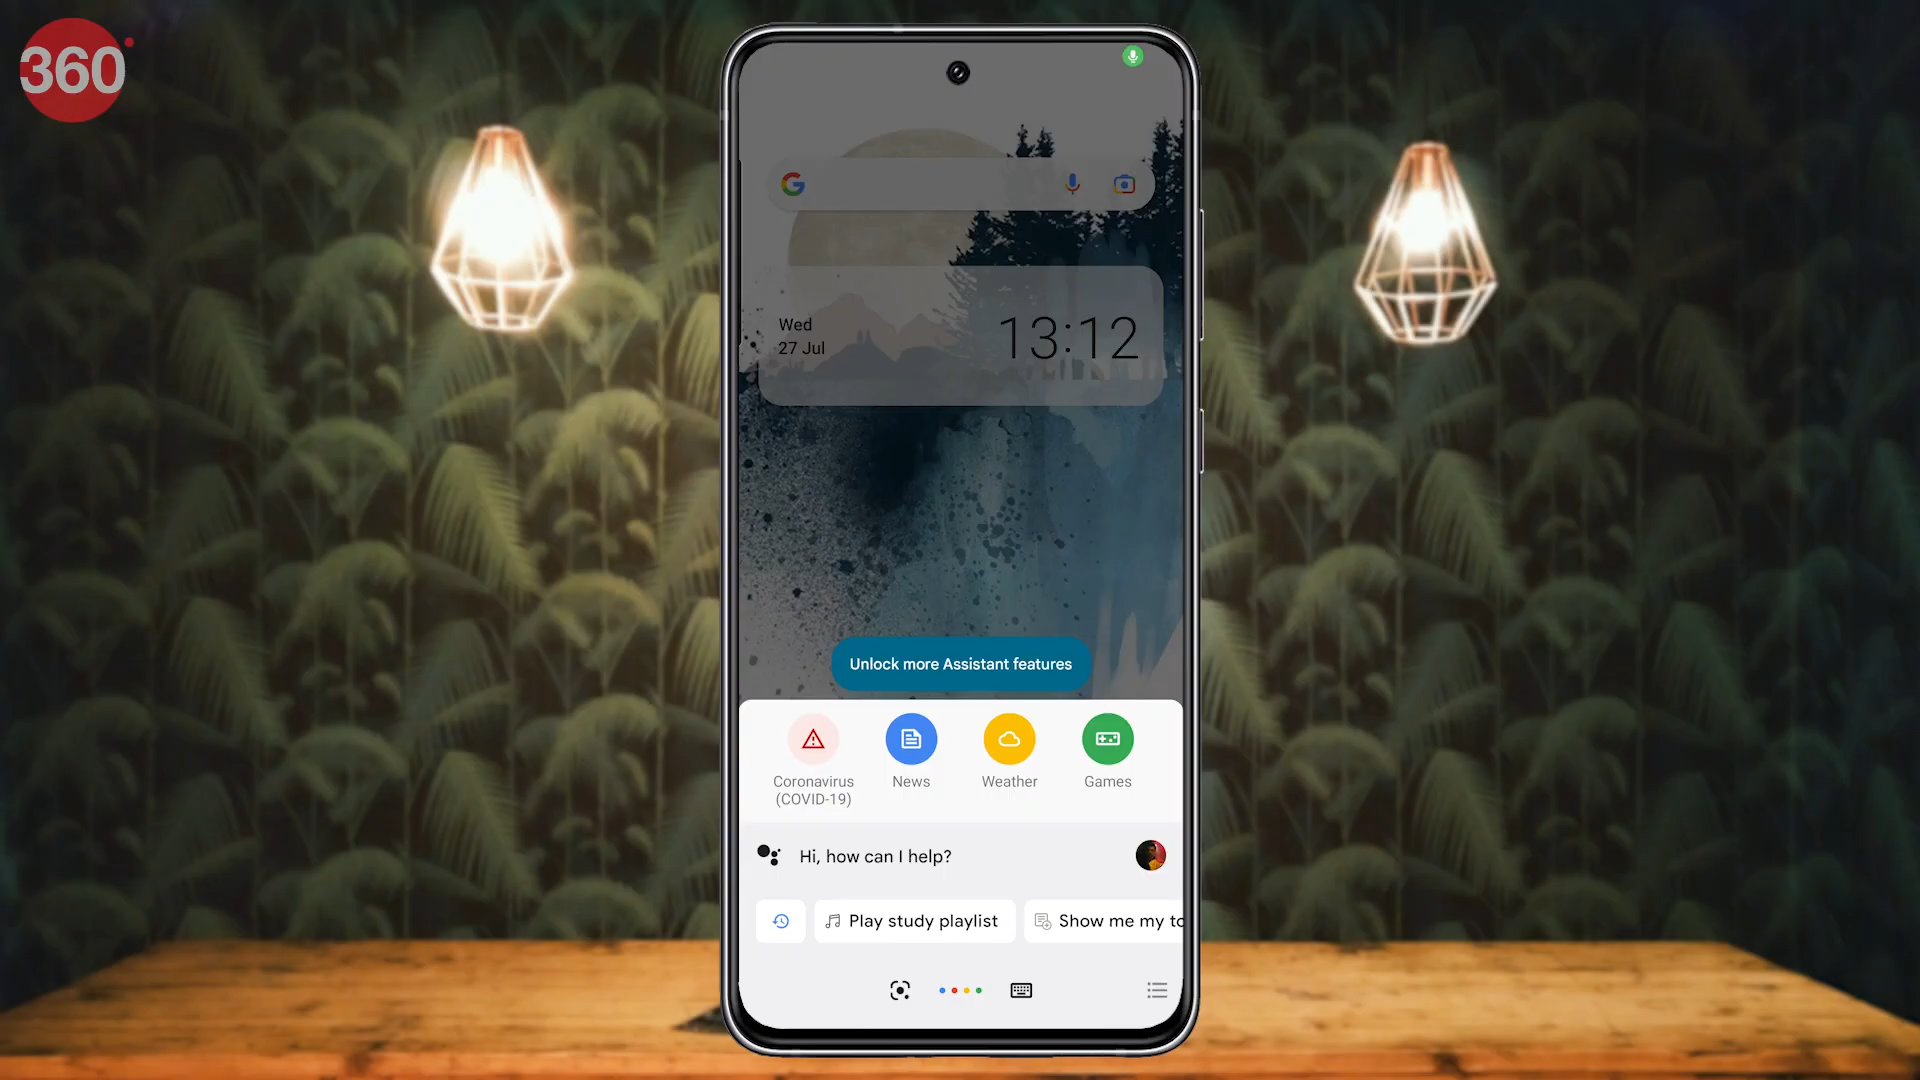 360
Wed
27 Jul
13:12
Unlock more Assistant features
Coronavirus
(COVID-19)
News
Weather
Games
Hi, how can I help?
Play study playlist
Show me my to